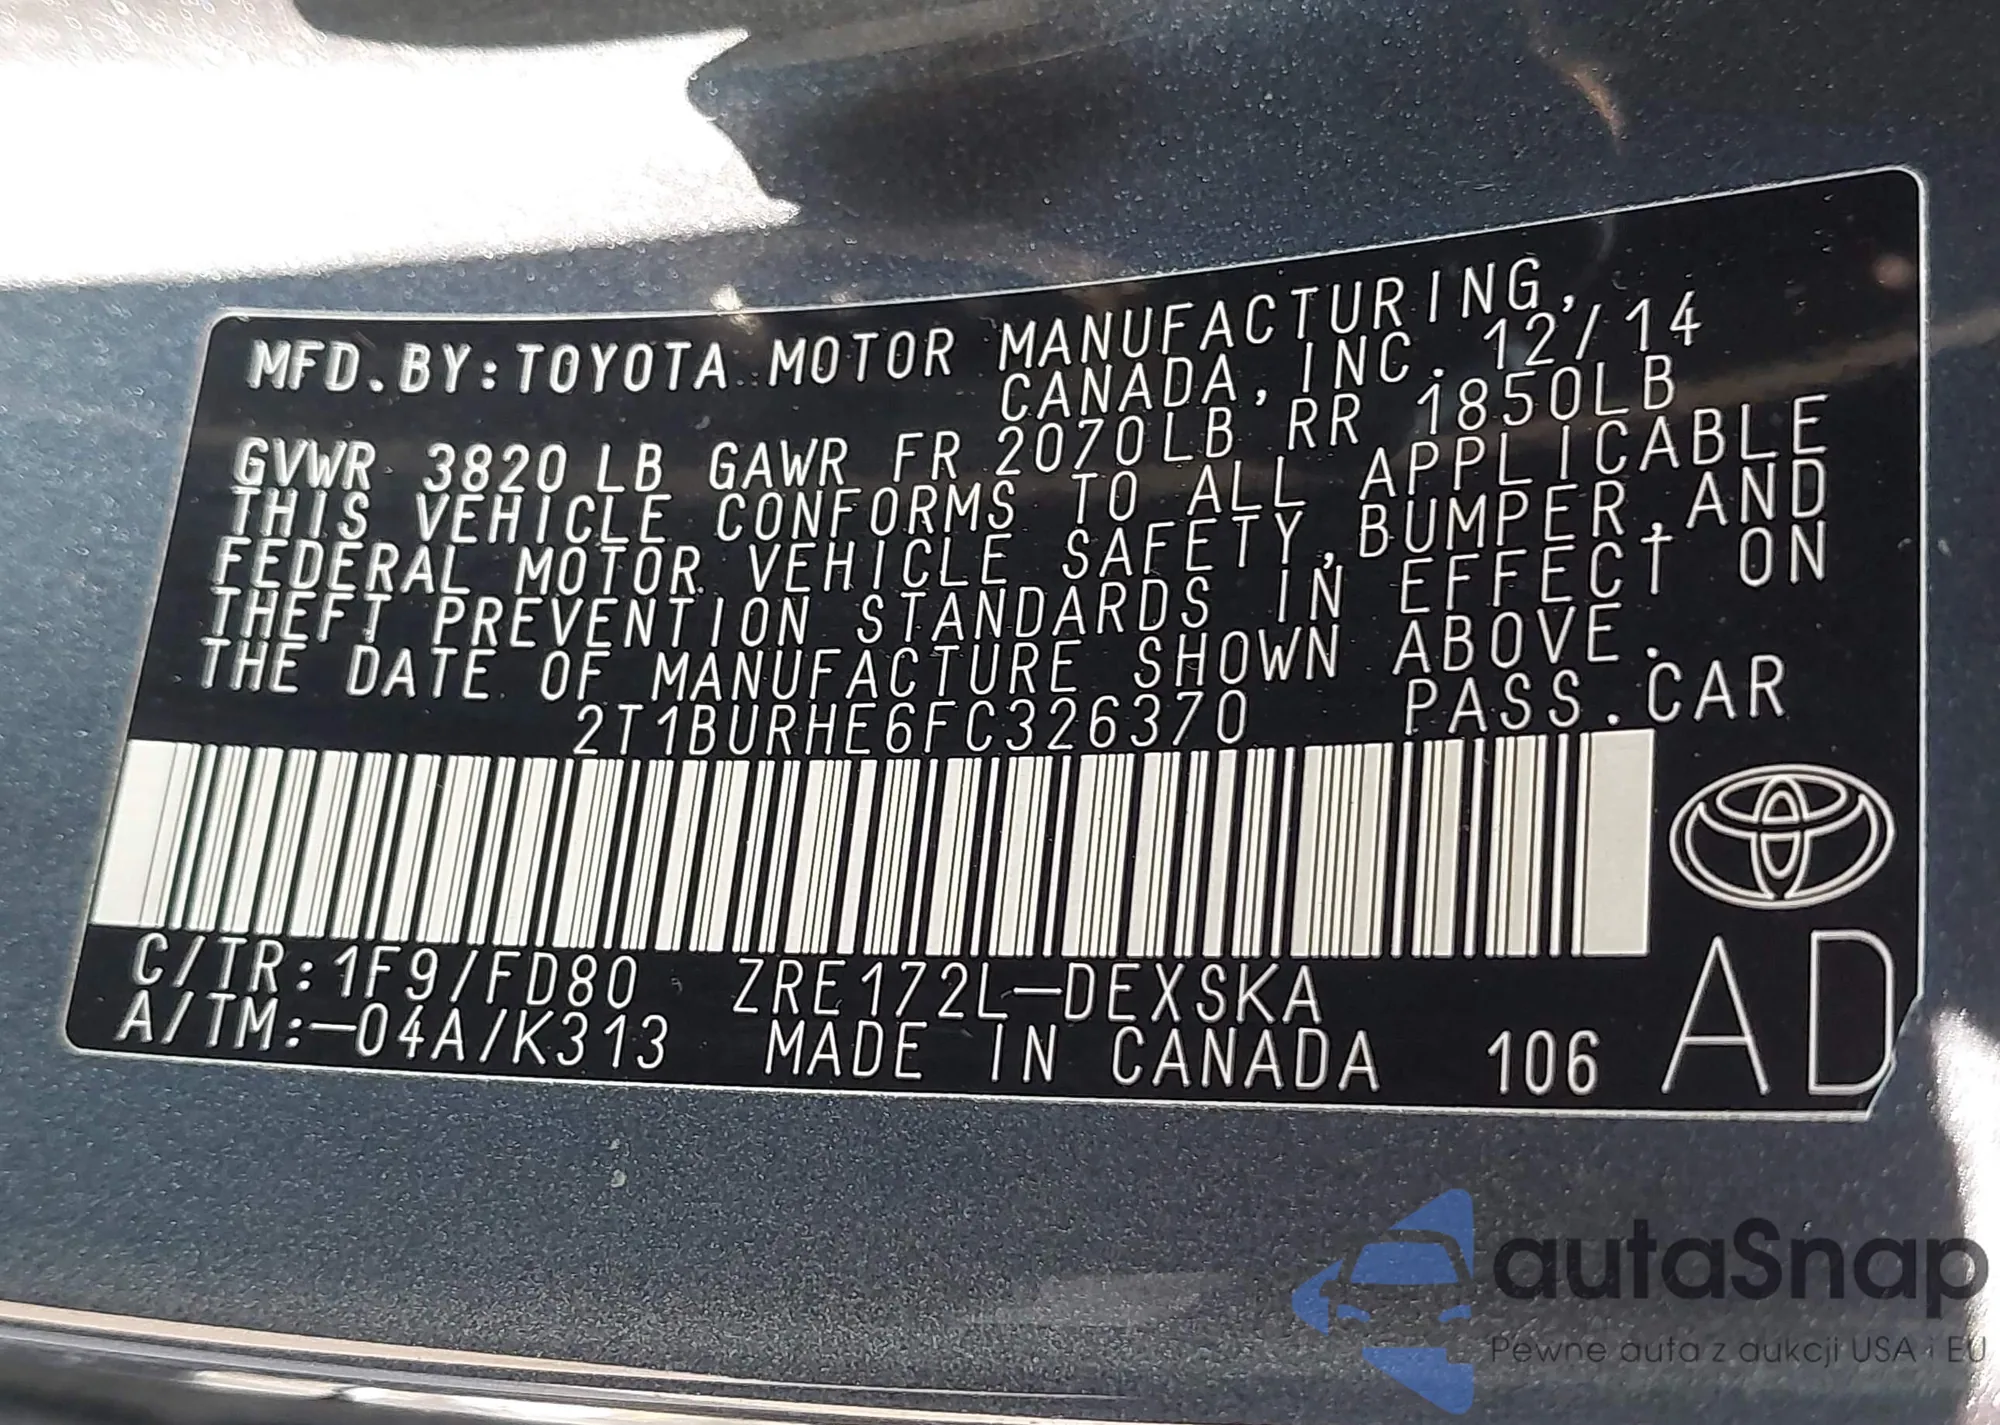 MFD.BY:TOYOTA MOTOR MANUFACTURING,
CANADA, INC. 12/14
GVWR 3820 LB GAWR FR 2070LB RR 1850LB
THIS VEHICLE CONFORMS TO ALL APPLICABLE
FEDERAL MOTOR VEHICLE SAFETY,BUMPER,AND
THEFT PREVENTION STANDARDS IN EFFECT ON
THE DATE OF MANUFACTURE SHOWN ABOVE.
2T1BURHE6FC326370 PASS.CAR
C/TR:1F9/FD80 ZRE172L-DEXSKA
A/TM:-04A/K313 MADE IN CANADA 106 AD
autaSnap
Pewne auta z aukcji USA i EU